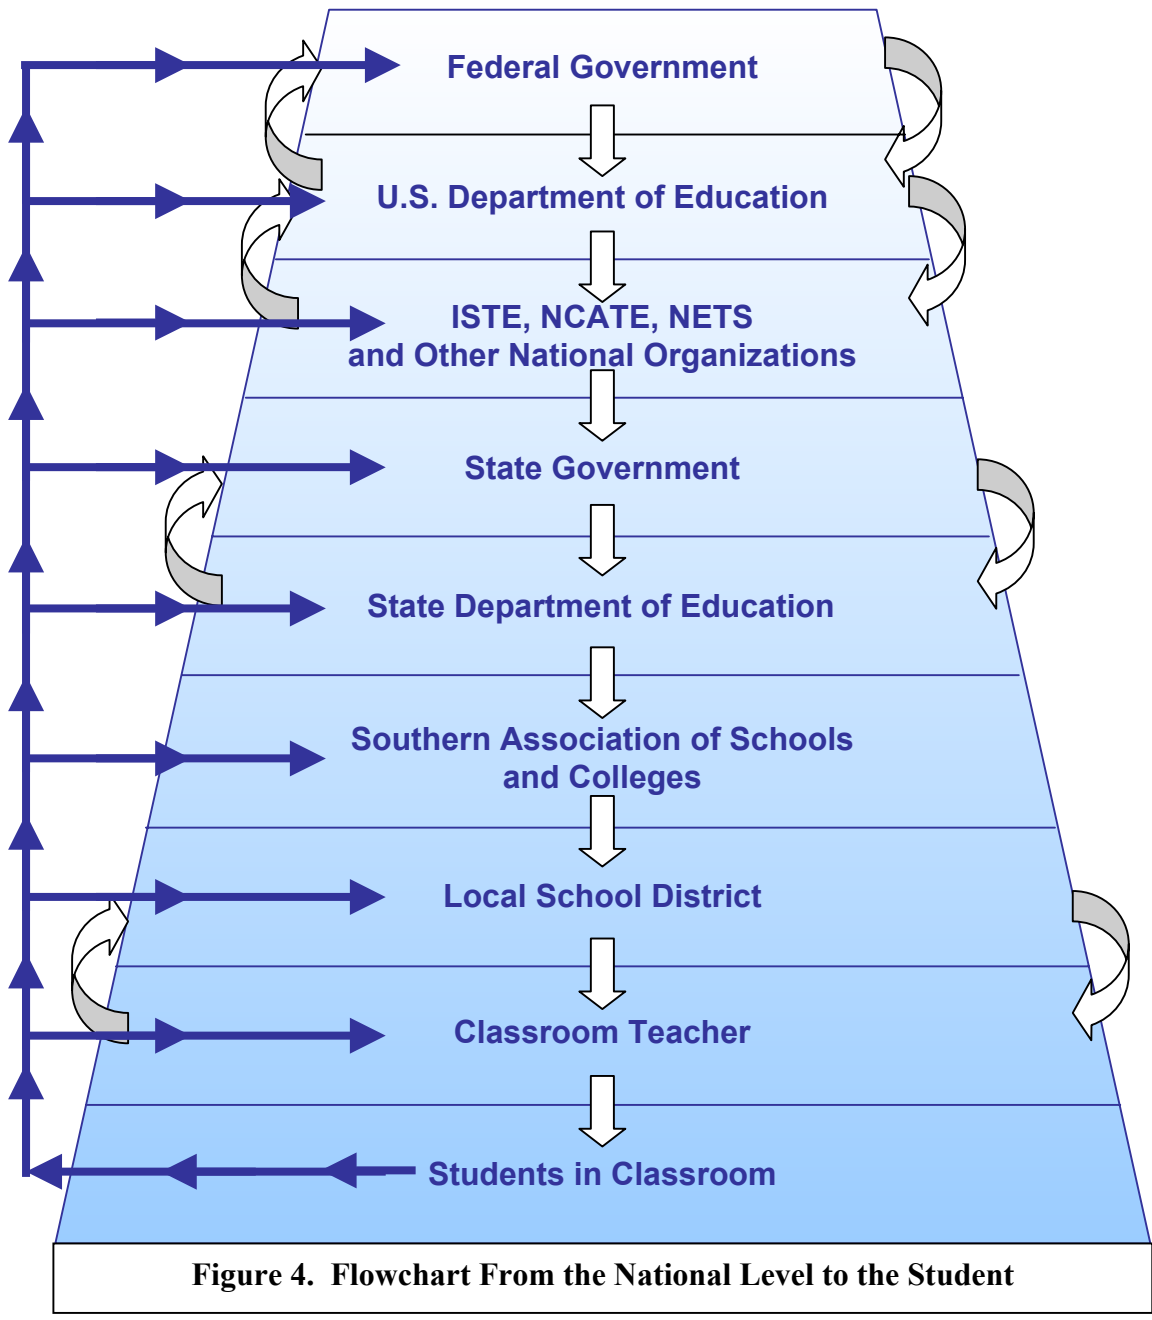 Federal Government
U.S. Department of Education
ISTE, NCATE, NETS
and Other National Organizations
State Government
State Department of Education
Southern Association of Schools
and Colleges
Local School District
Classroom Teacher
Students in Classroom
Figure 4.  Flowchart From the National Level to the Student